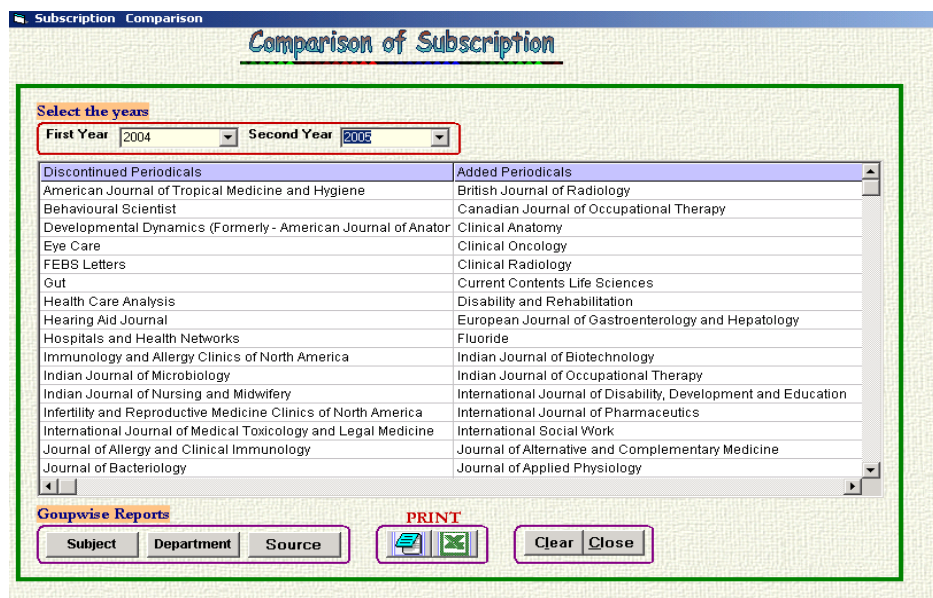 Subscription Comparison
Comparison of Subscription
Select the years
First Year 2004 Second Year 2005
Discontinued Periodicals Added Periodicals
American Journal of Tropical Medicine and Hygiene British Journal of Radiology
Behavioural Scientist Canadian Journal of Occupational Therapy
Developmental Dynamics (Formerly - American Journal of Anator Clinical Anatomy
Eye Care Clinical Oncology
FEBS Letters Clinical Radiology
Gut Current Contents Life Sciences
Health Care Analysis Disability and Rehabilitation
Hearing Aid Journal European Journal of Gastroenterology and Hepatology
Hospitals and Health Networks Fluoride
Immunology and Allergy Clinics of North America Indian Journal of Biotechnology
Indian Journal of Microbiology Indian Journal of Occupational Therapy
Indian Journal of Nursing and Midwifery International Journal of Disability, Development and Education
Infertility and Reproductive Medicine Clinics of North America International Journal of Pharmaceutics
International Journal of Medical Toxicology and Legal Medicine International Social Work
Journal of Allergy and Clinical Immunology Journal of Alternative and Complementary Medicine
Journal of Bacteriology Journal of Applied Physiology
Goupwise Reports PRINT
Subject Department Source Clear Close